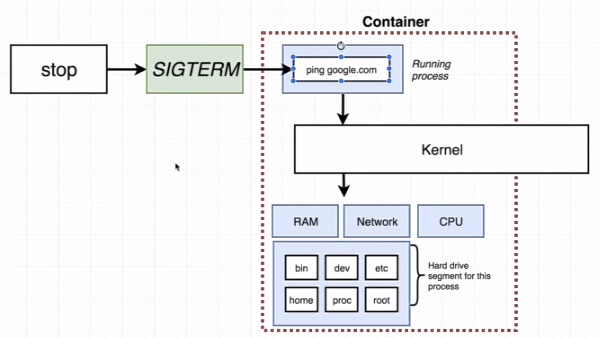 Container
stop
SIGTERM
ping google.com
Running
process
Kernel
RAM
Network
CPU
bin
dev
etc
home
proc
root
Hard drive
segment for this
process